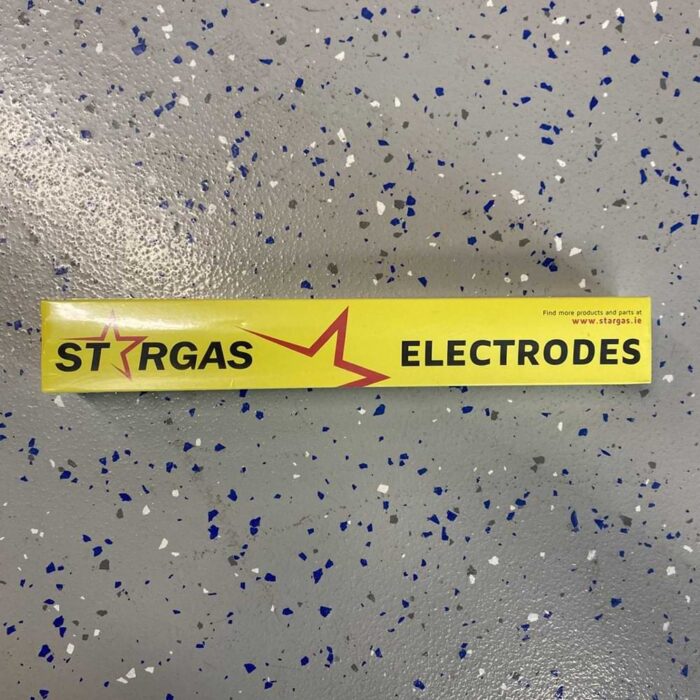 STARGAS
ELECTRODES
Find more products and parts at
www.stargas.ie